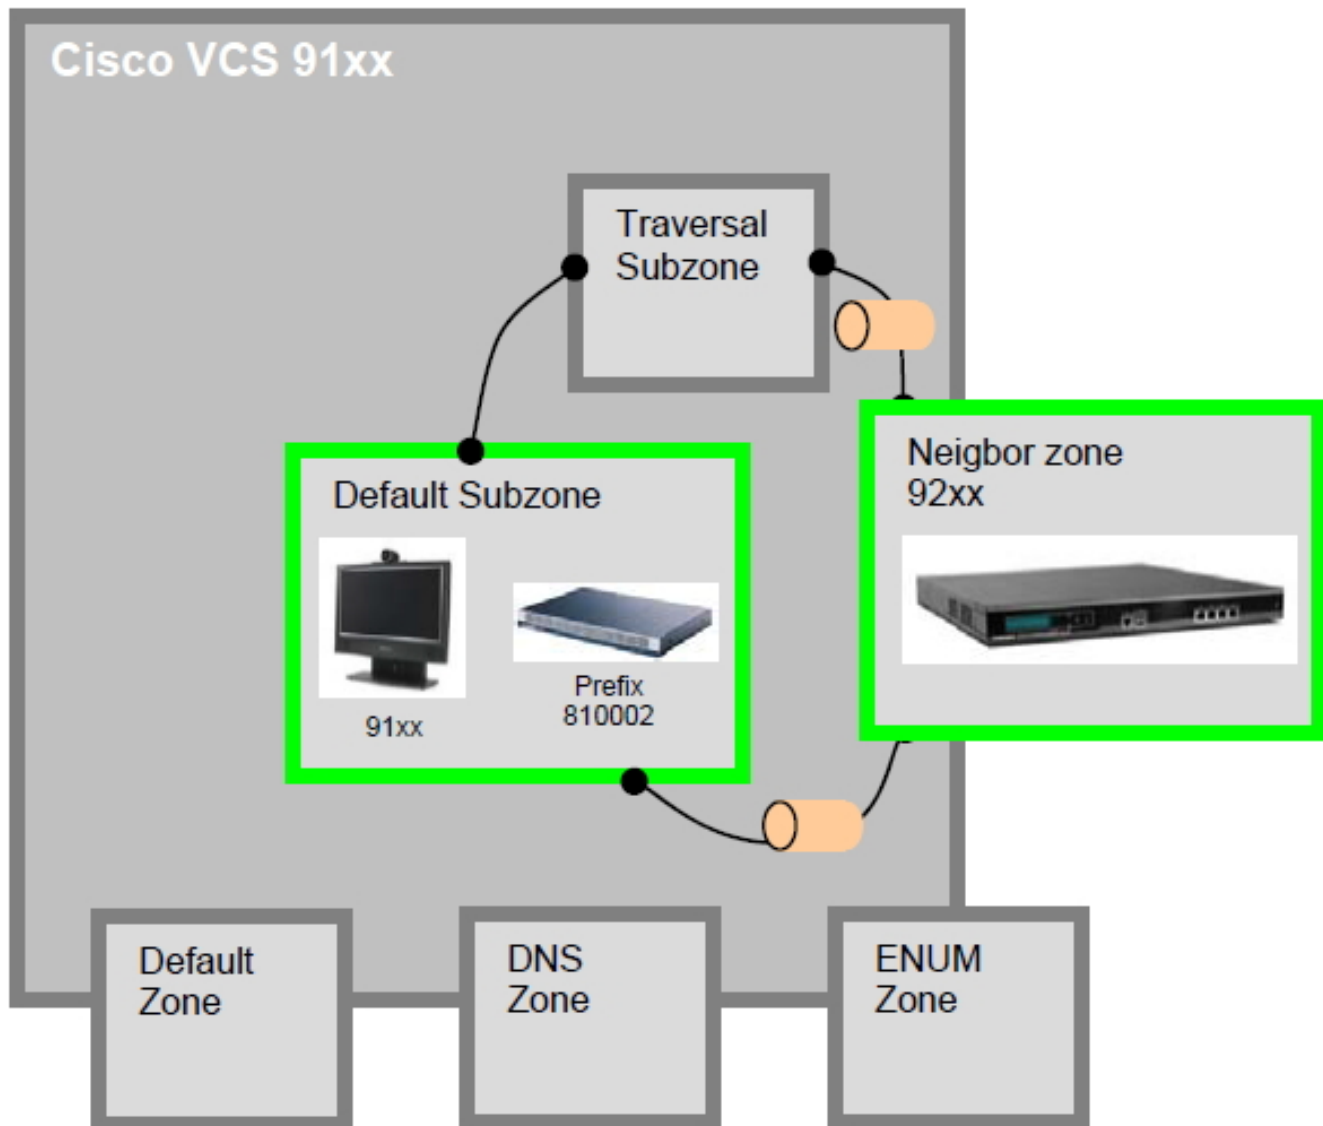 Cisco VCS 91xx
Traversal
Subzone
Neigbor zone
92xx
Default Subzone
91xx
Prefix
810002
Default
Zone
DNS
Zone
ENUM
Zone